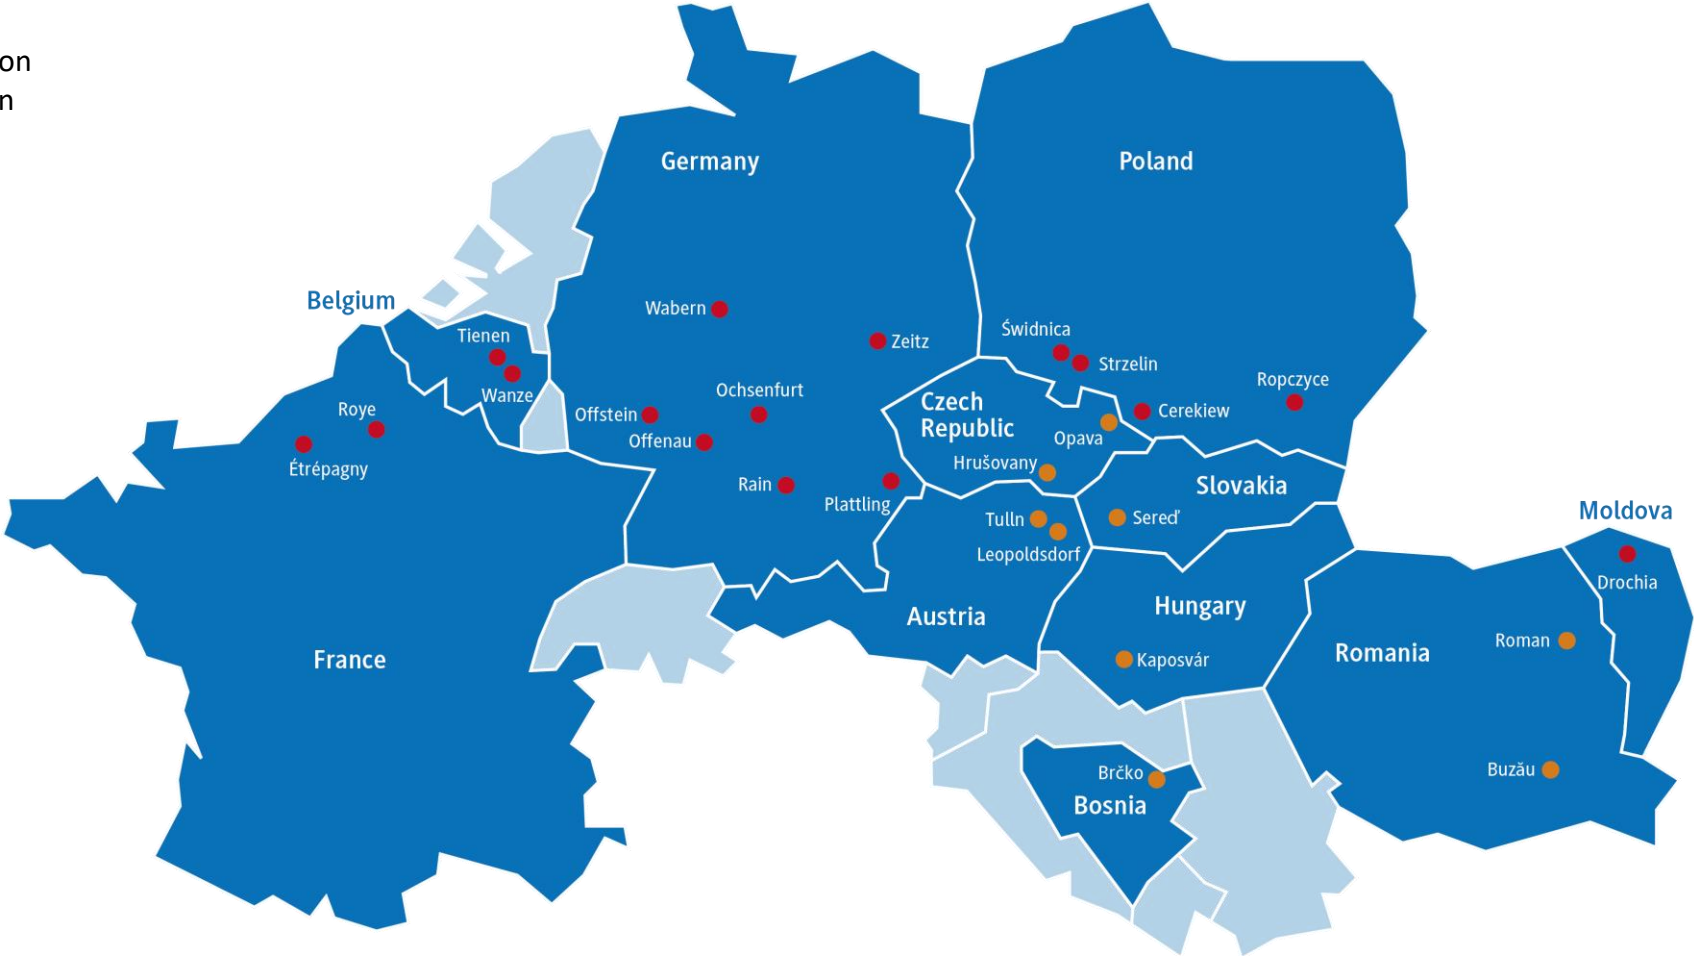 on
n
Germany
Poland
Belgium
Wabern
Tienen
Świdnica
Zeitz
Strzelin
Ropczyce
Wanze
Ochsenfurt
Czech
Republic
Roye
Offstein
Cerekiew
Offenau
Opava
Étrépagny
Hrušovany
Rain
Slovakia
Plattling
Moldova
Tulln
Sereď
Leopoldsdorf
Drochia
Hungary
Austria
Roman
France
Kaposvár
Romania
Buzău
Brčko
Bosnia